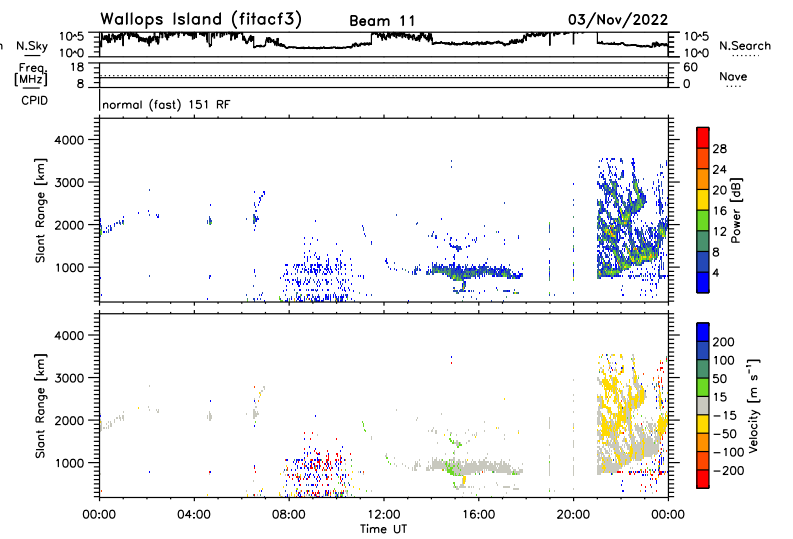 Wallops Island (fitacf3) Beam 11 03/Nov/2022
n N.Sky 10^5 10^5 N.Search
10^0 10^0
Freq. 18 60 Nave
[MHz] 8 0
CPID normal (fast) 151 RF
Slant Range [km]
4000
3000
2000
1000
28
24
20
16
12
8
4
Power [dB]
Slant Range [km]
4000
3000
2000
1000
200
100
50
15
-15
-50
-100
-200
Velocity [m s⁻¹]
00:00 04:00 08:00 12:00 16:00 20:00 00:00
Time UT